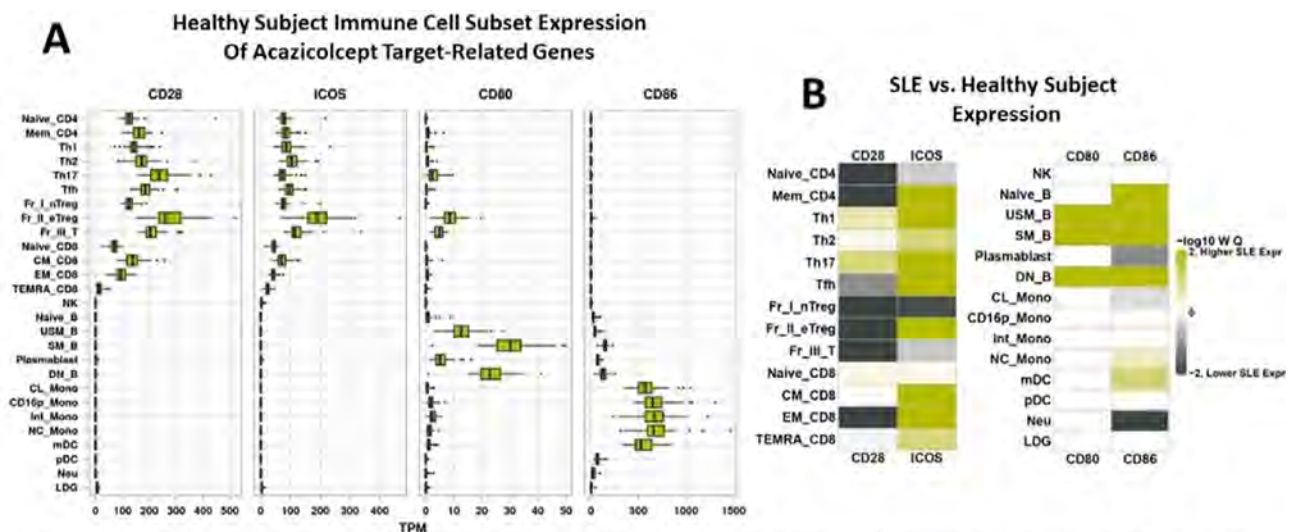 A
Healthy Subject Immune Cell Subset Expression
Of Acazicolcept Target-Related Genes
CD28 ICOS CD80 CD86
Naive_CD4
Mem_CD4
Th1
Th2
Th17
Tfh
Fr_I_nTreg
Fr_II_eTreg
Fr_III_T
Naive_CD8
CM_CD8
EM_CD8
TEMRA_CD8
NK
Naive_B
USM_B
SM_B
Plasmablast
DN_B
CL_Mono
CD16p_Mono
Int_Mono
NC_Mono
mDC
pDC
Neu
LDG
0 100 200 300 400 500 0 100 200 300 400 0 10 20 30 40 50 0 500 1000 1500
TPM
B
SLE vs. Healthy Subject
Expression
CD28 ICOS
Naive_CD4
Mem_CD4
Th1
Th2
Th17
Tfh
Fr_I_nTreg
Fr_II_eTreg
Fr_III_T
Naive_CD8
CM_CD8
EM_CD8
TEMRA_CD8
CD28 ICOS
CD80 CD86
NK
Naive_B
USM_B
SM_B
Plasmablast
DN_B
CL_Mono
CD16p_Mono
Int_Mono
NC_Mono
mDC
pDC
Neu
LDG
CD80 CD86
-log10 W Q
2, Higher SLE Expr
-2, Lower SLE Expr